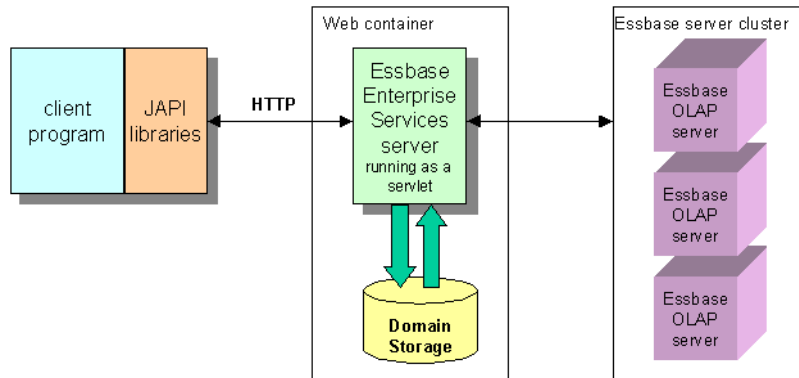 Web container
Essbase server cluster
client
program
JAPI
libraries
HTTP
Essbase
Enterprise
Services
server
running as a
servlet
Domain
Storage
Essbase
OLAP
server
Essbase
OLAP
server
Essbase
OLAP
server